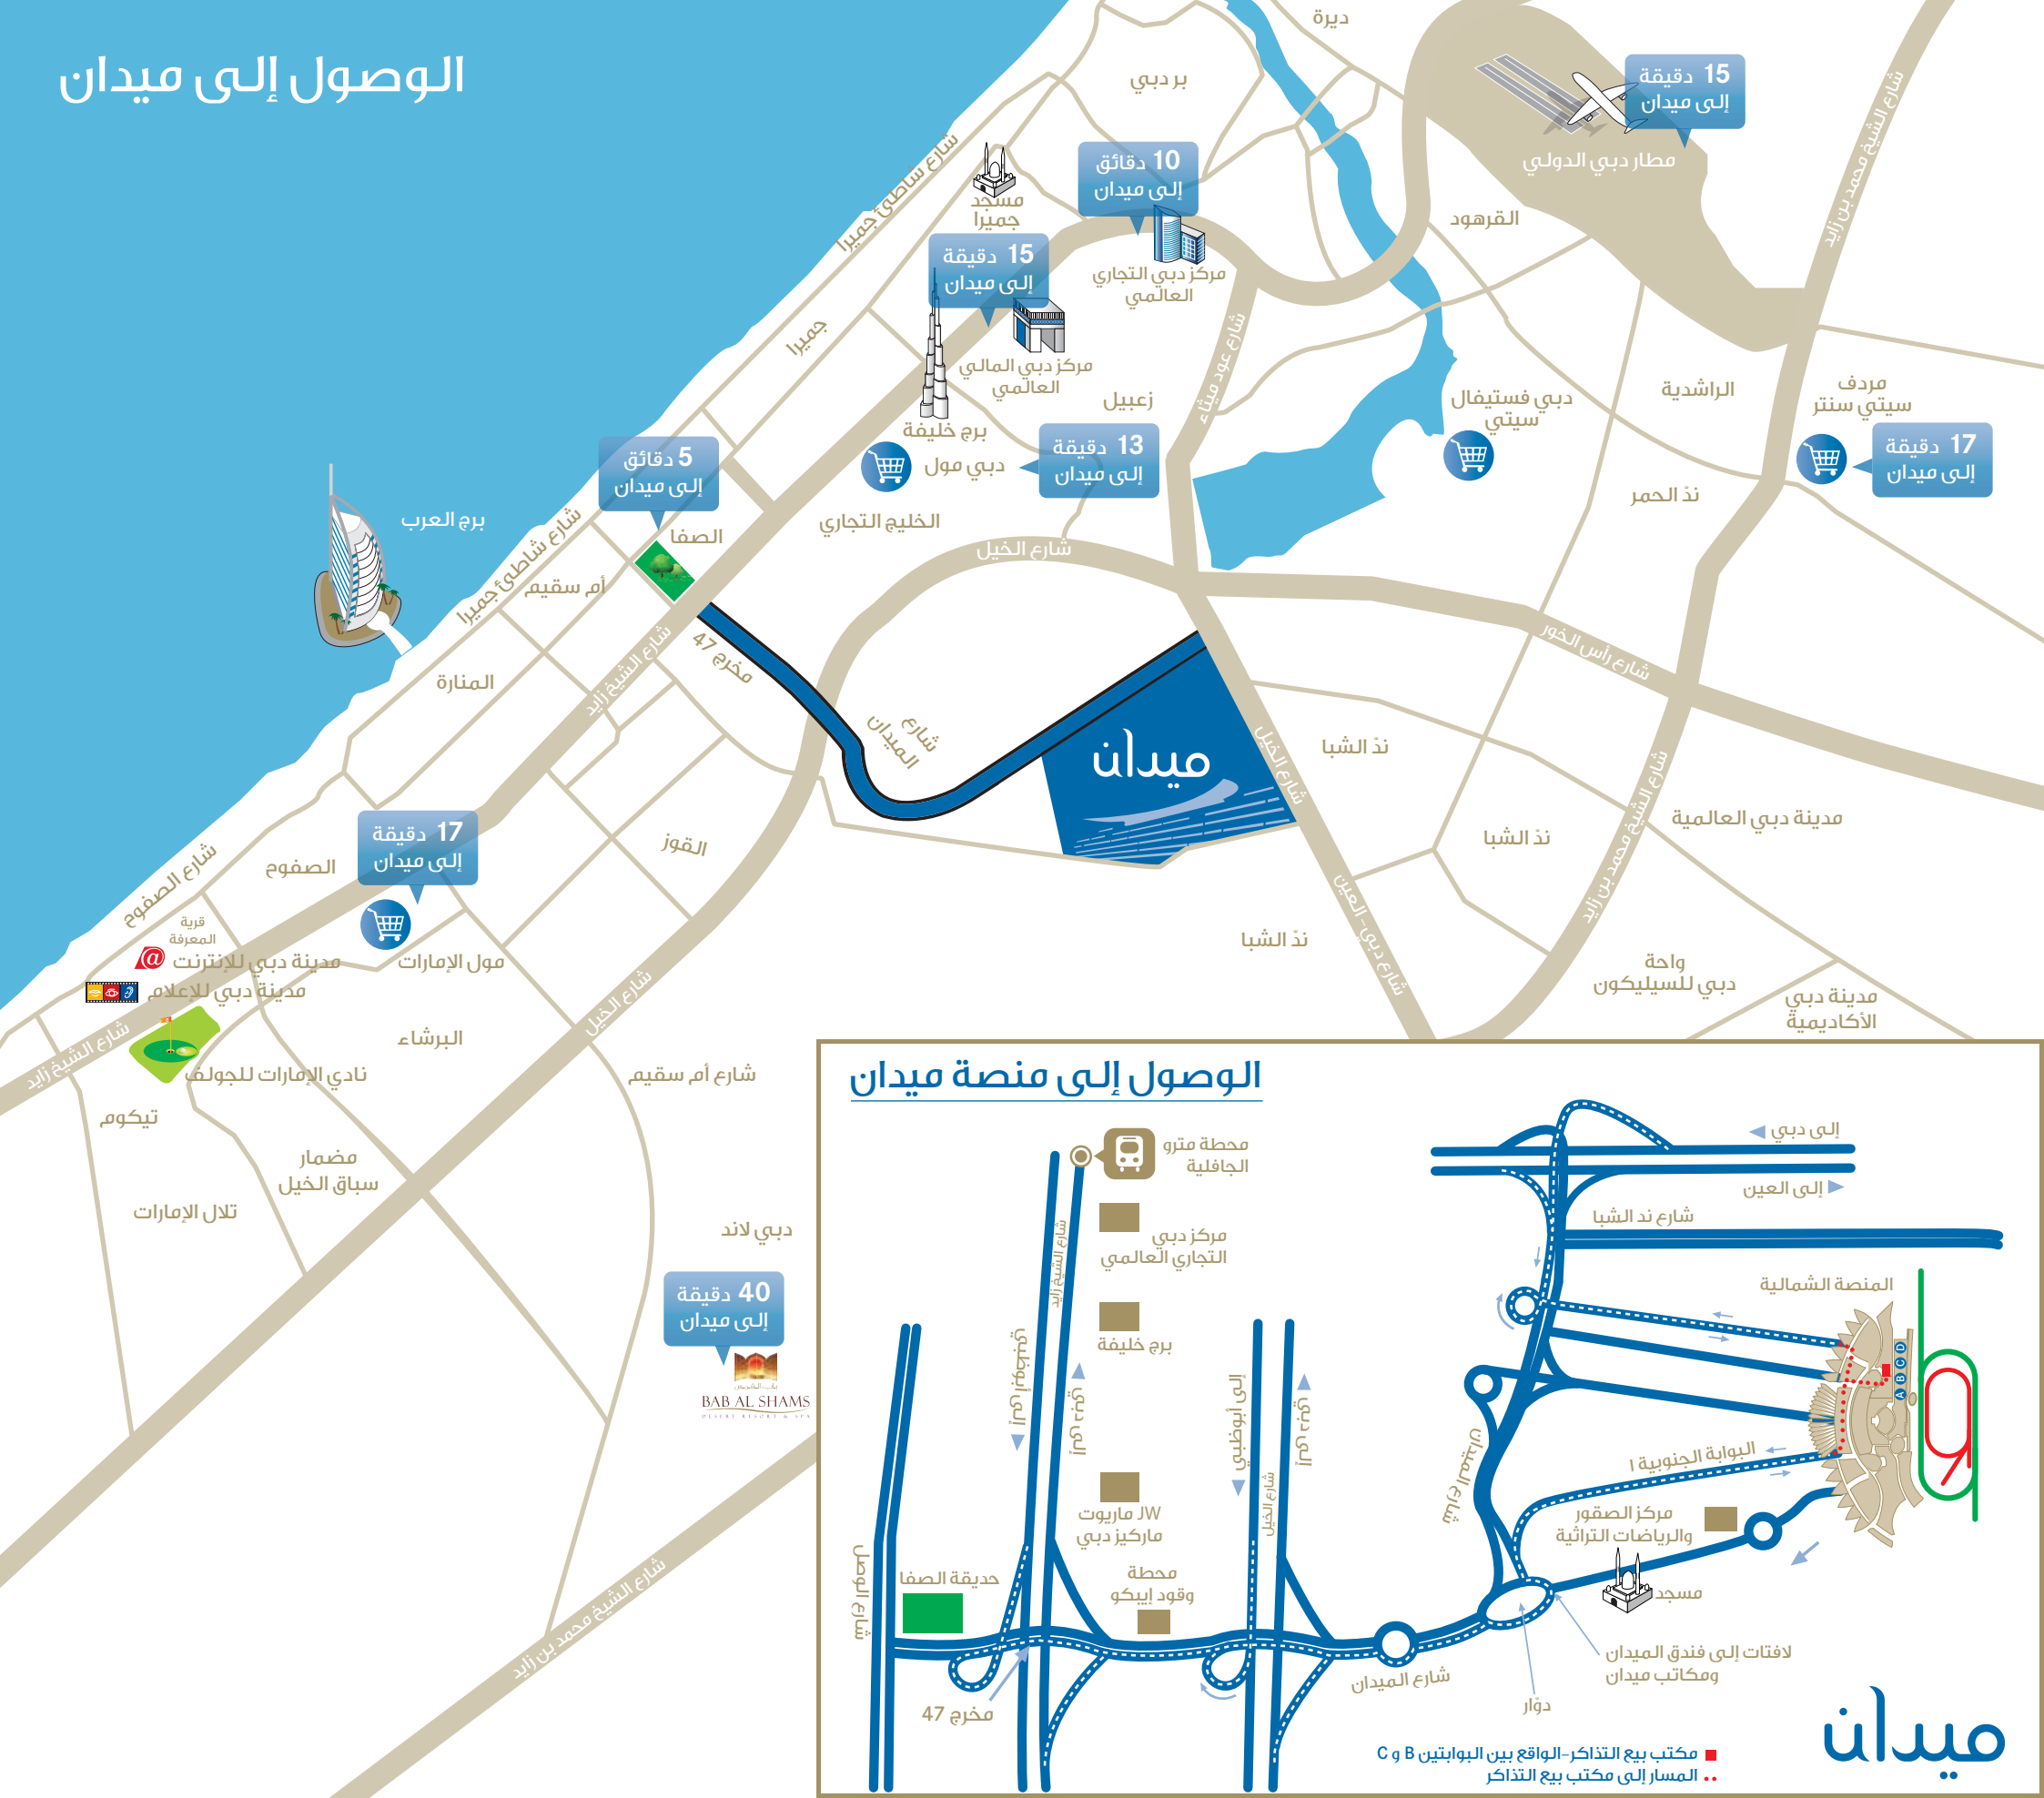 الوصول إلى ميدان
ديرة
بر دبي
15 دقيقة
إلى ميدان
مطار دبي الدولي
شارع الشيخ محمد بن زايد
شارع شاطئ جميرا
مسجد
جميرا
10 دقائق
إلى ميدان
القرهود
15 دقيقة
إلى ميدان
مركز دبي التجاري
العالمي
جميرا
شارع عود ميثاء
مركز دبي المالي
العالمي
زعبيل
دبي فستيفال
سيتي
الراشدية
مردف
سيتي سنتر
برج خليفة
5 دقائق
إلى ميدان
دبي مول
13 دقيقة
إلى ميدان
17 دقيقة
إلى ميدان
ندّ الحمر
برج العرب
شارع شاطئ جميرا
الصفا
الخليج التجاري
شارع الخيل
أم سقيم
شارع رأس الخور
المنارة
شارع الشيخ زايد
مخرج 47
شارع
الميدان
ميدان
شارع الخيل
ندّ الشبا
شارع الشيخ محمد بن زايد
مدينة دبي العالمية
ندّ الشبا
17 دقيقة
إلى ميدان
القوز
الصفوح
شارع الصفوح
قرية
المعرفة
مدينة دبي للإنترنت
مول الإمارات
مدينة دبي للإعلام
شارع دبي-العين
ندّ الشبا
واحة
دبي للسيليكون
مدينة دبي
الأكاديمية
شارع الشيخ زايد
البرشاء
شارع الخيل
نادي الإمارات للجولف
شارع أم سقيم
تيكوم
مضمار
سباق الخيل
تلال الإمارات
دبي لاند
40 دقيقة
إلى ميدان
باب الشمس
BAB AL SHAMS
DESERT RESORT & SPA
شارع الشيخ محمد بن زايد
الوصول إلى منصة ميدان
محطة مترو
الجافلية
إلى دبي
إلى العين
شارع ند الشبا
شارع الشيخ زايد
مركز دبي
التجاري العالمي
المنصة الشمالية
برج خليفة
إلى أبوظبي
إلى دبي
إلى أبوظبي
إلى دبي
شارع الخيل
A B C D
شارع الميدان
البوابة الجنوبية ١
JW ماريوت
ماركيز دبي
مركز الصقور
والرياضات التراثية
شارع الوصل
حديقة الصفا
محطة
وقود إيبكو
مسجد
لافتات إلى فندق الميدان
ومكاتب ميدان
شارع الميدان
دوّار
مخرج 47
مكتب بيع التذاكر-الواقع بين البوابتين B و C
المسار إلى مكتب بيع التذاكر
ميدان